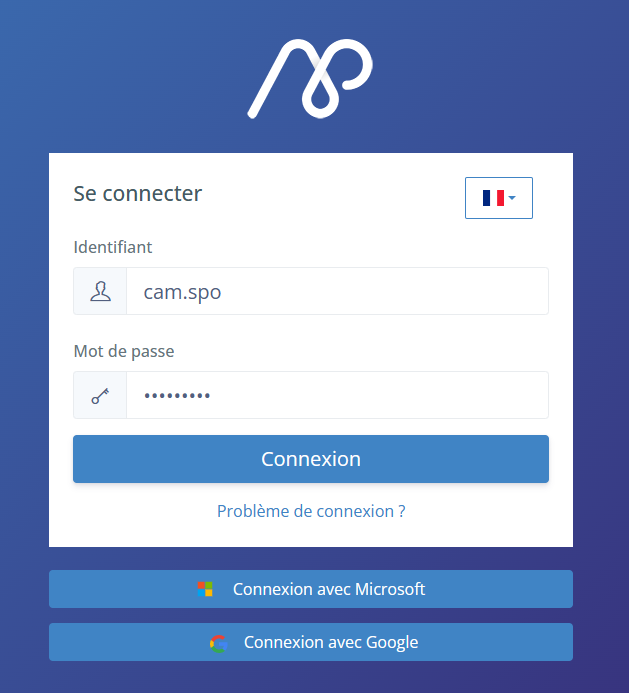 Se connecter
Identifiant
cam.spo
Mot de passe
•••••••••
Connexion
Problème de connexion ?
Connexion avec Microsoft
Connexion avec Google